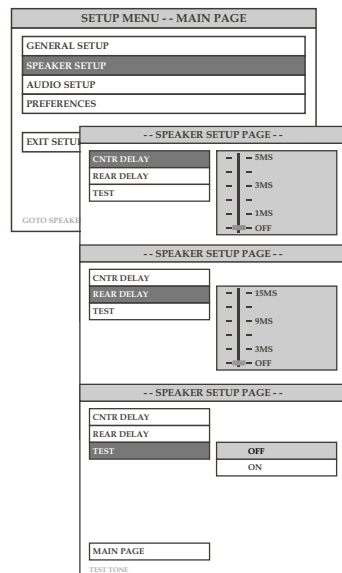 SETUP MENU - - MAIN PAGE
GENERAL SETUP
SPEAKER SETUP
AUDIO SETUP
PREFERENCES
EXIT SETU
GOTO SPEAKE
- - SPEAKER SETUP PAGE - -
CNTR DELAY
REAR DELAY
TEST
5MS
3MS
1MS
OFF
- - SPEAKER SETUP PAGE - -
CNTR DELAY
REAR DELAY
TEST
15MS
9MS
3MS
OFF
- - SPEAKER SETUP PAGE - -
CNTR DELAY
REAR DELAY
TEST
OFF
ON
MAIN PAGE
TEST TONE